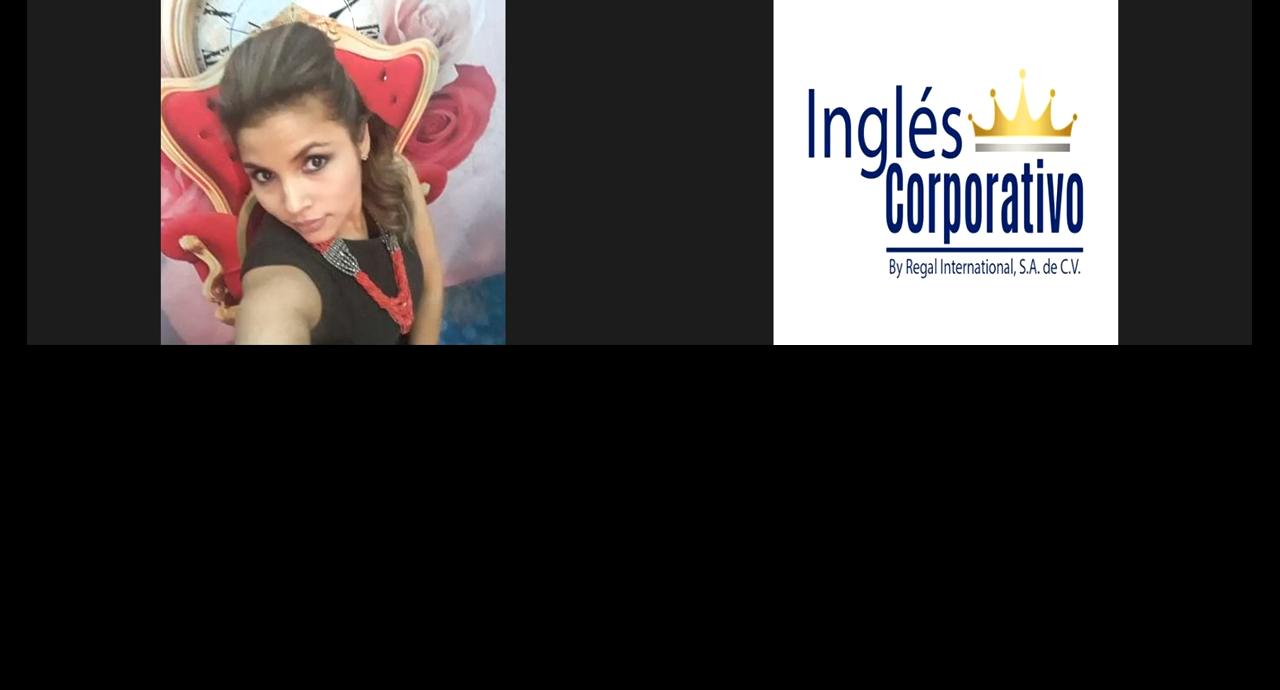 Inglés
Corporativo
By Regal International, S.A. de C.V.